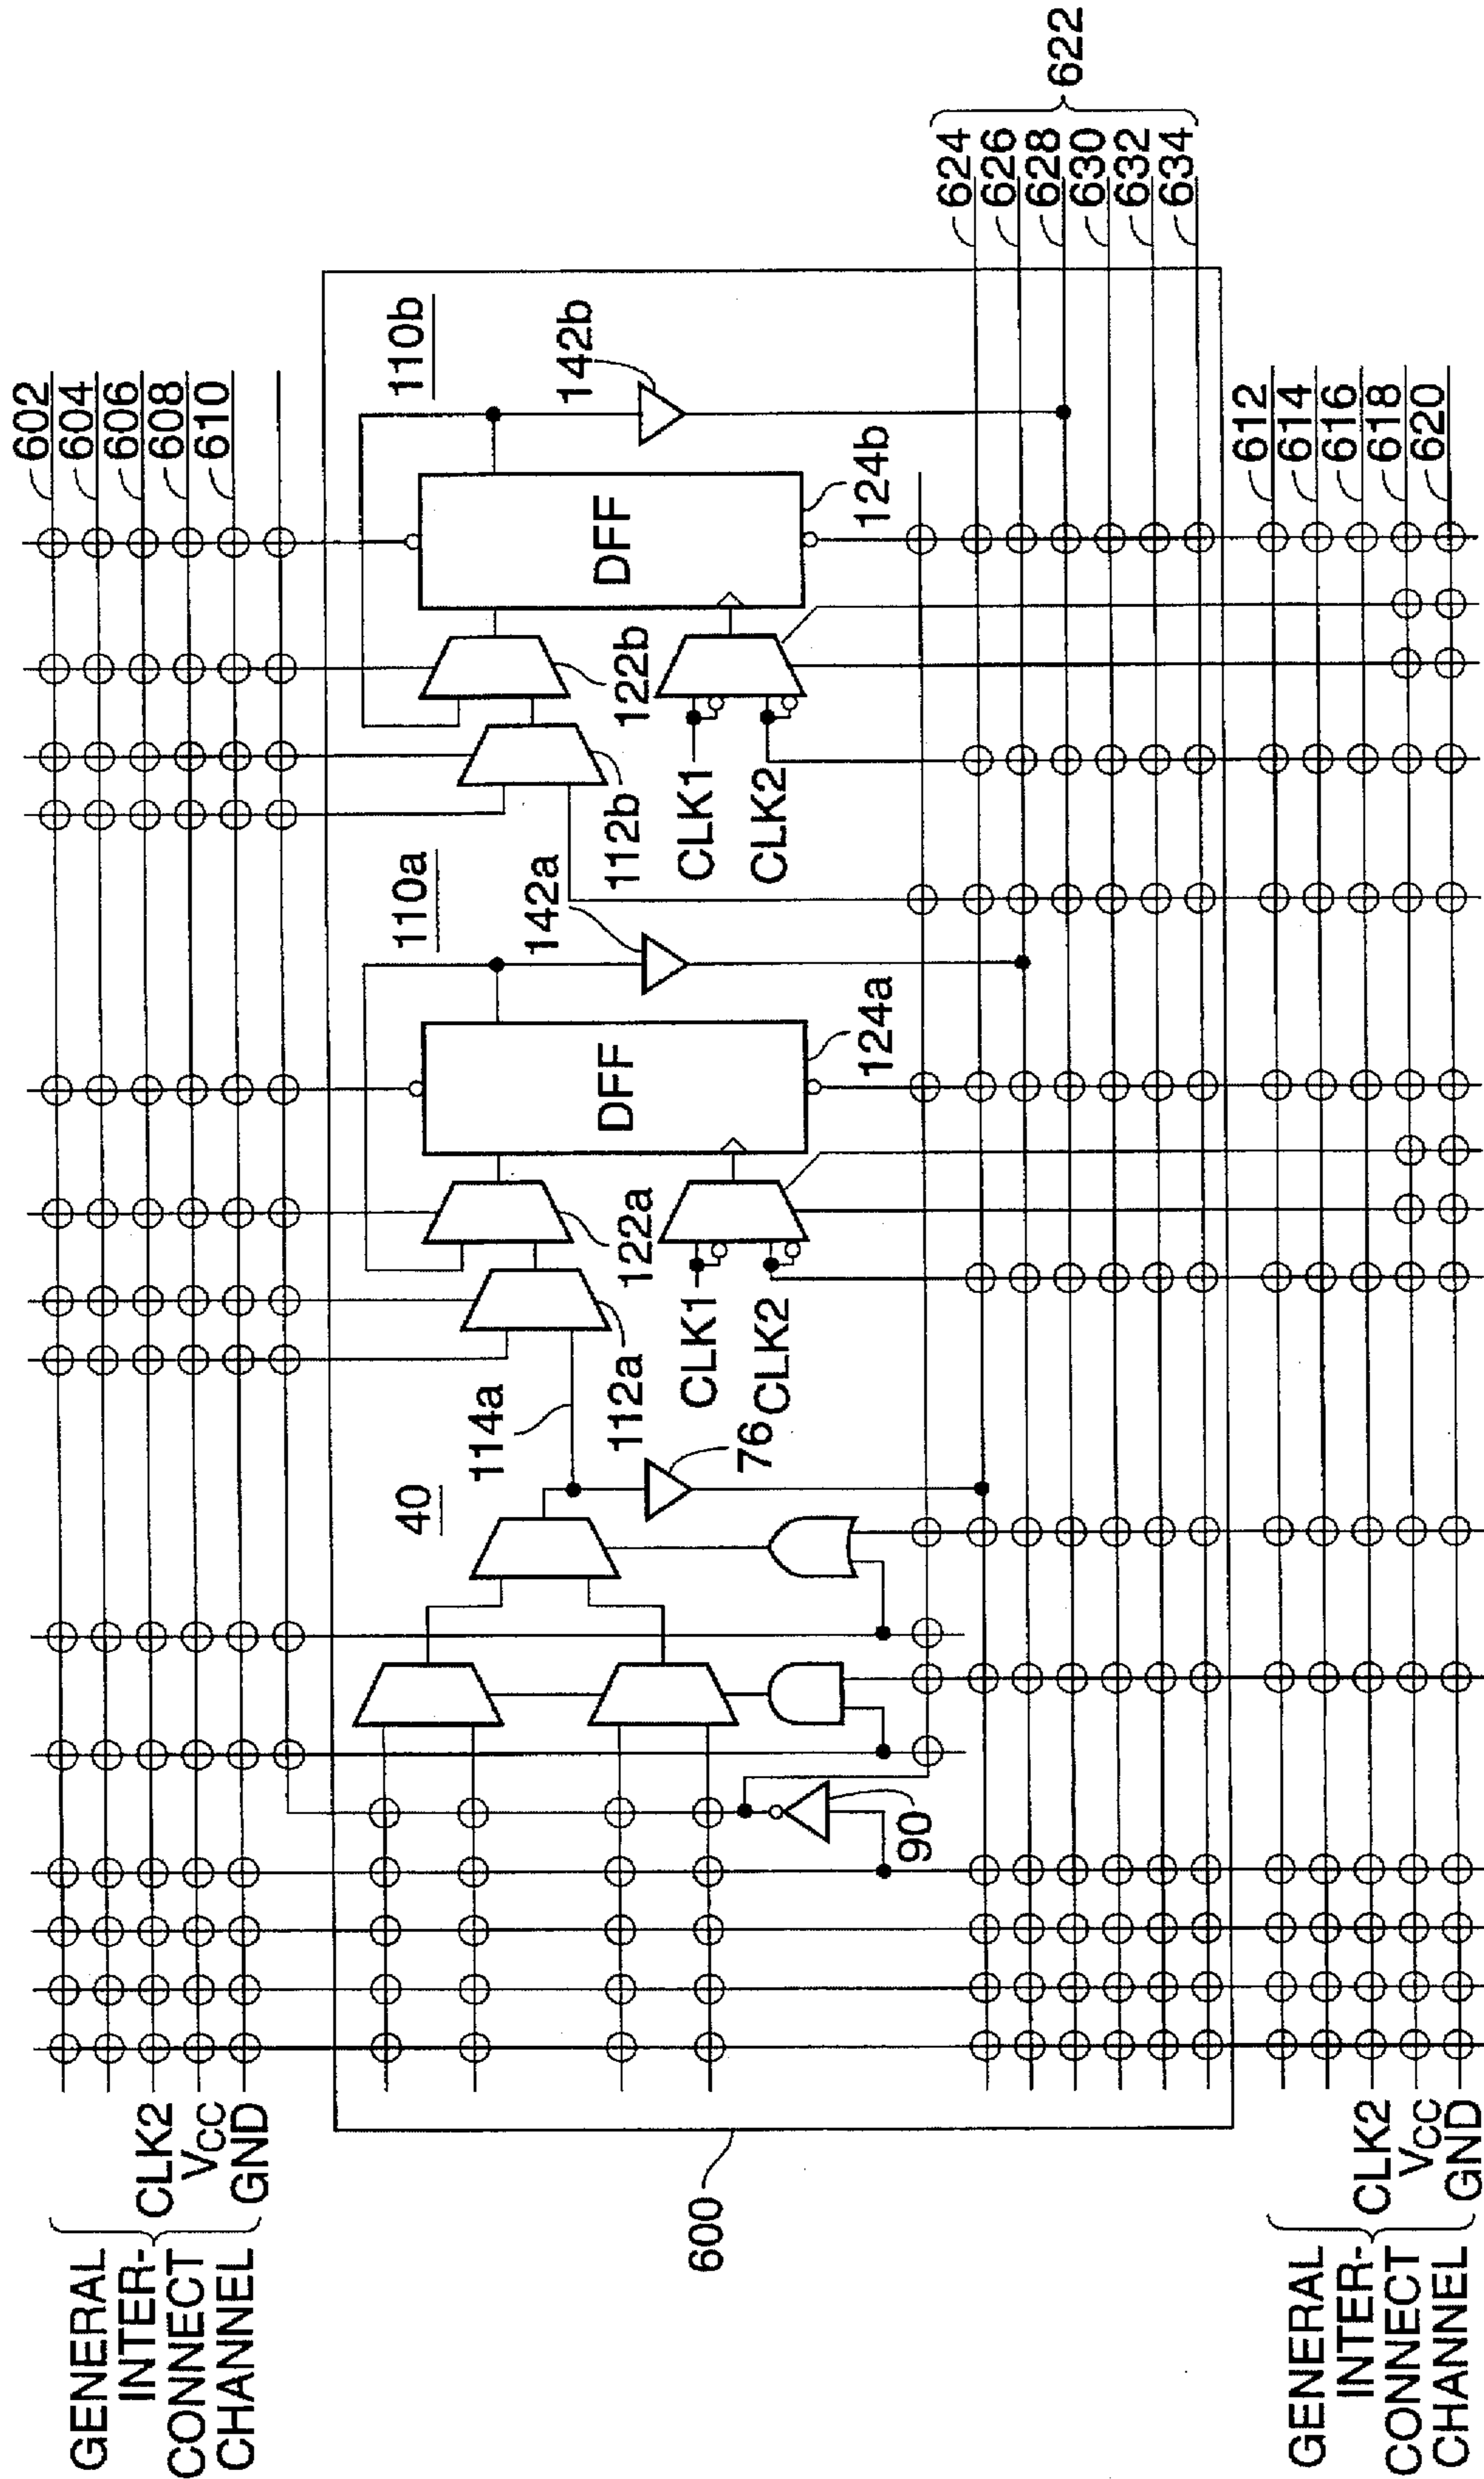 GENERAL
INTER-
CONNECT
CHANNEL
CLK2
VCC
GND
602
604
606
608
610
600
40
90
76
114a
112a
122a
CLK1
CLK2
DFF
124a
110a
142a
112b
122b
CLK1
CLK2
DFF
124b
110b
142b
624
626
628
630
632
634
622
GENERAL
INTER-
CONNECT
CHANNEL
CLK2
VCC
GND
612
614
616
618
620